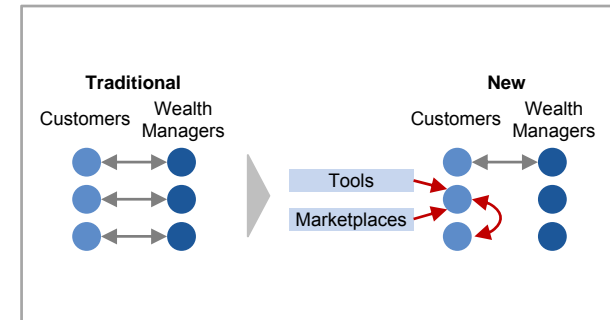 Traditional
Customers
Wealth
Managers
Tools
Marketplaces
New
Customers
Wealth
Managers